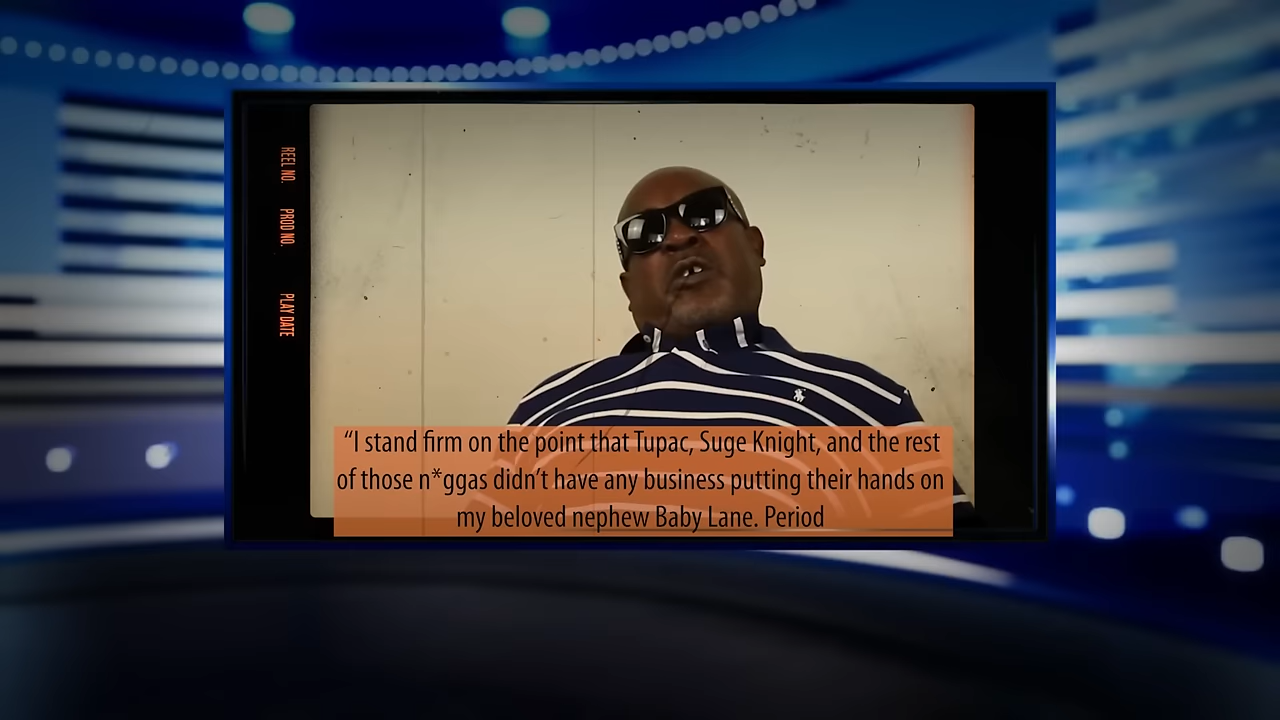 REEL NO.
PROD NO.
PLAY DATE
“I stand firm on the point that Tupac, Suge Knight, and the rest
of those n*ggas didn’t have any business putting their hands on
my beloved nephew Baby Lane. Period